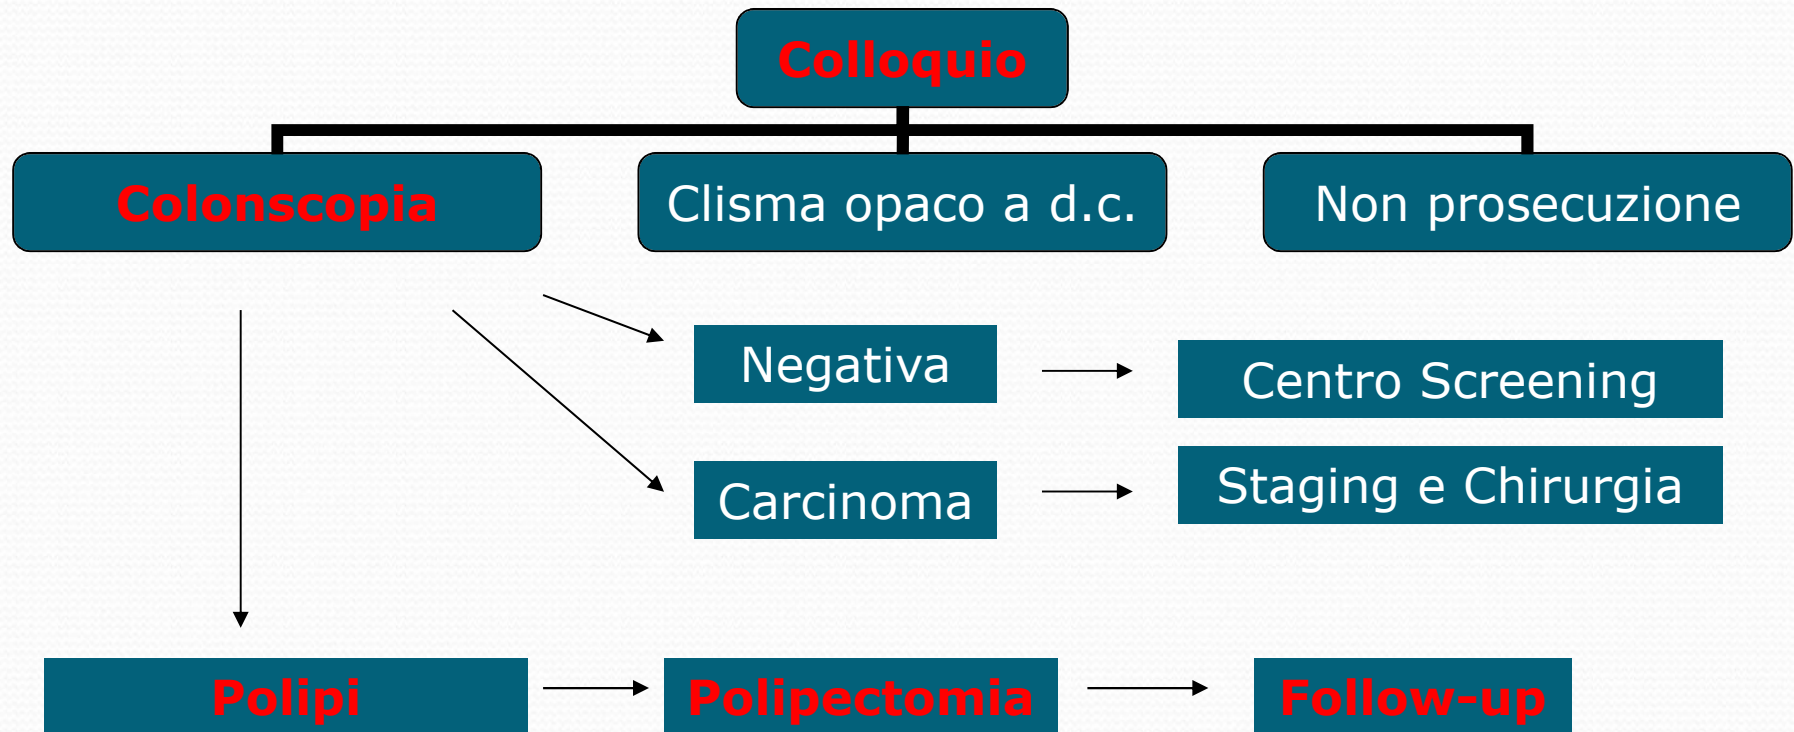 Colloquio
Colonscopia
Clisma opaco a d.c.
Non prosecuzione
Negativa
Centro Screening
Carcinoma
Staging e Chirurgia
Polipi
Polipectomia
Follow-up